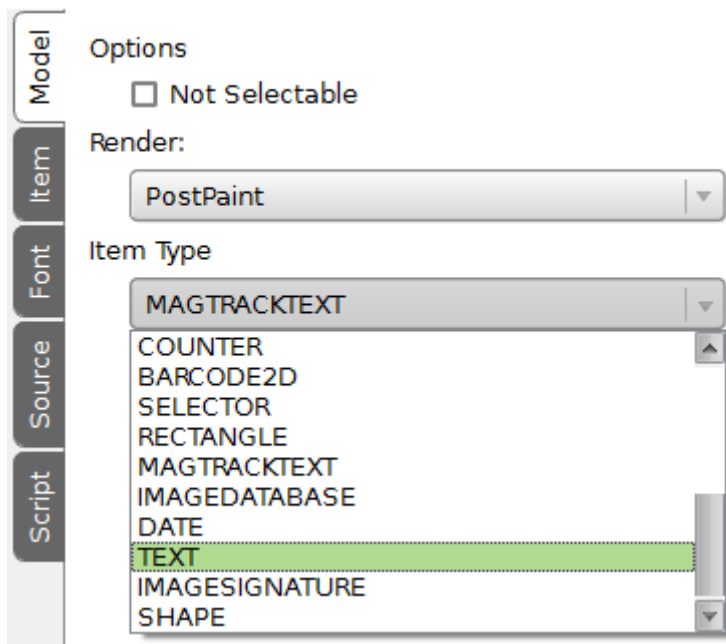 Model
Item
Font
Source
Script
Options
Not Selectable
Render:
PostPaint
Item Type
MAGTRACKTEXT
COUNTER
BARCODE2D
SELECTOR
RECTANGLE
MAGTRACKTEXT
IMAGEDATABASE
DATE
TEXT
IMAGESIGNATURE
SHAPE